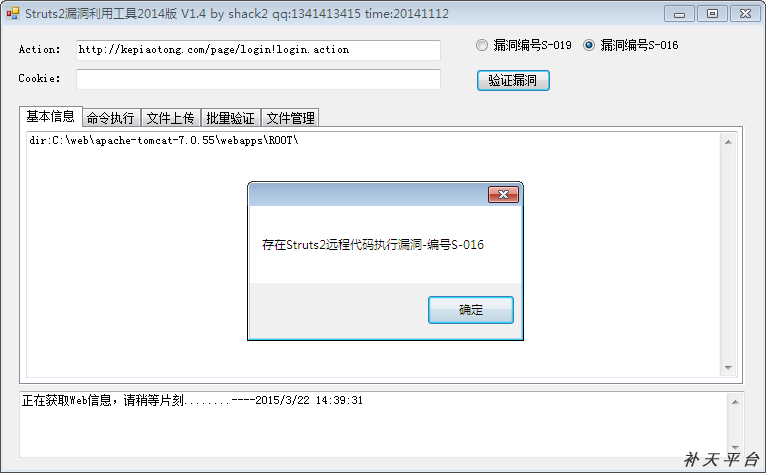 Struts2漏洞利用工具2014版 V1.4 by shack2 qq:1341413415 time:20141112
Action: http://kepiaotong.com/page/login!login.action 漏洞编号S-019 漏洞编号S-016
Cookie: 验证漏洞
基本信息 命令执行 文件上传 批量验证 文件管理
dir:C:\web\apache-tomcat-7.0.55\webapps\ROOT\
存在Struts2远程代码执行漏洞-编号S-016
确定
正在获取Web信息，请稍等片刻........----2015/3/22 14:39:31
补天平台